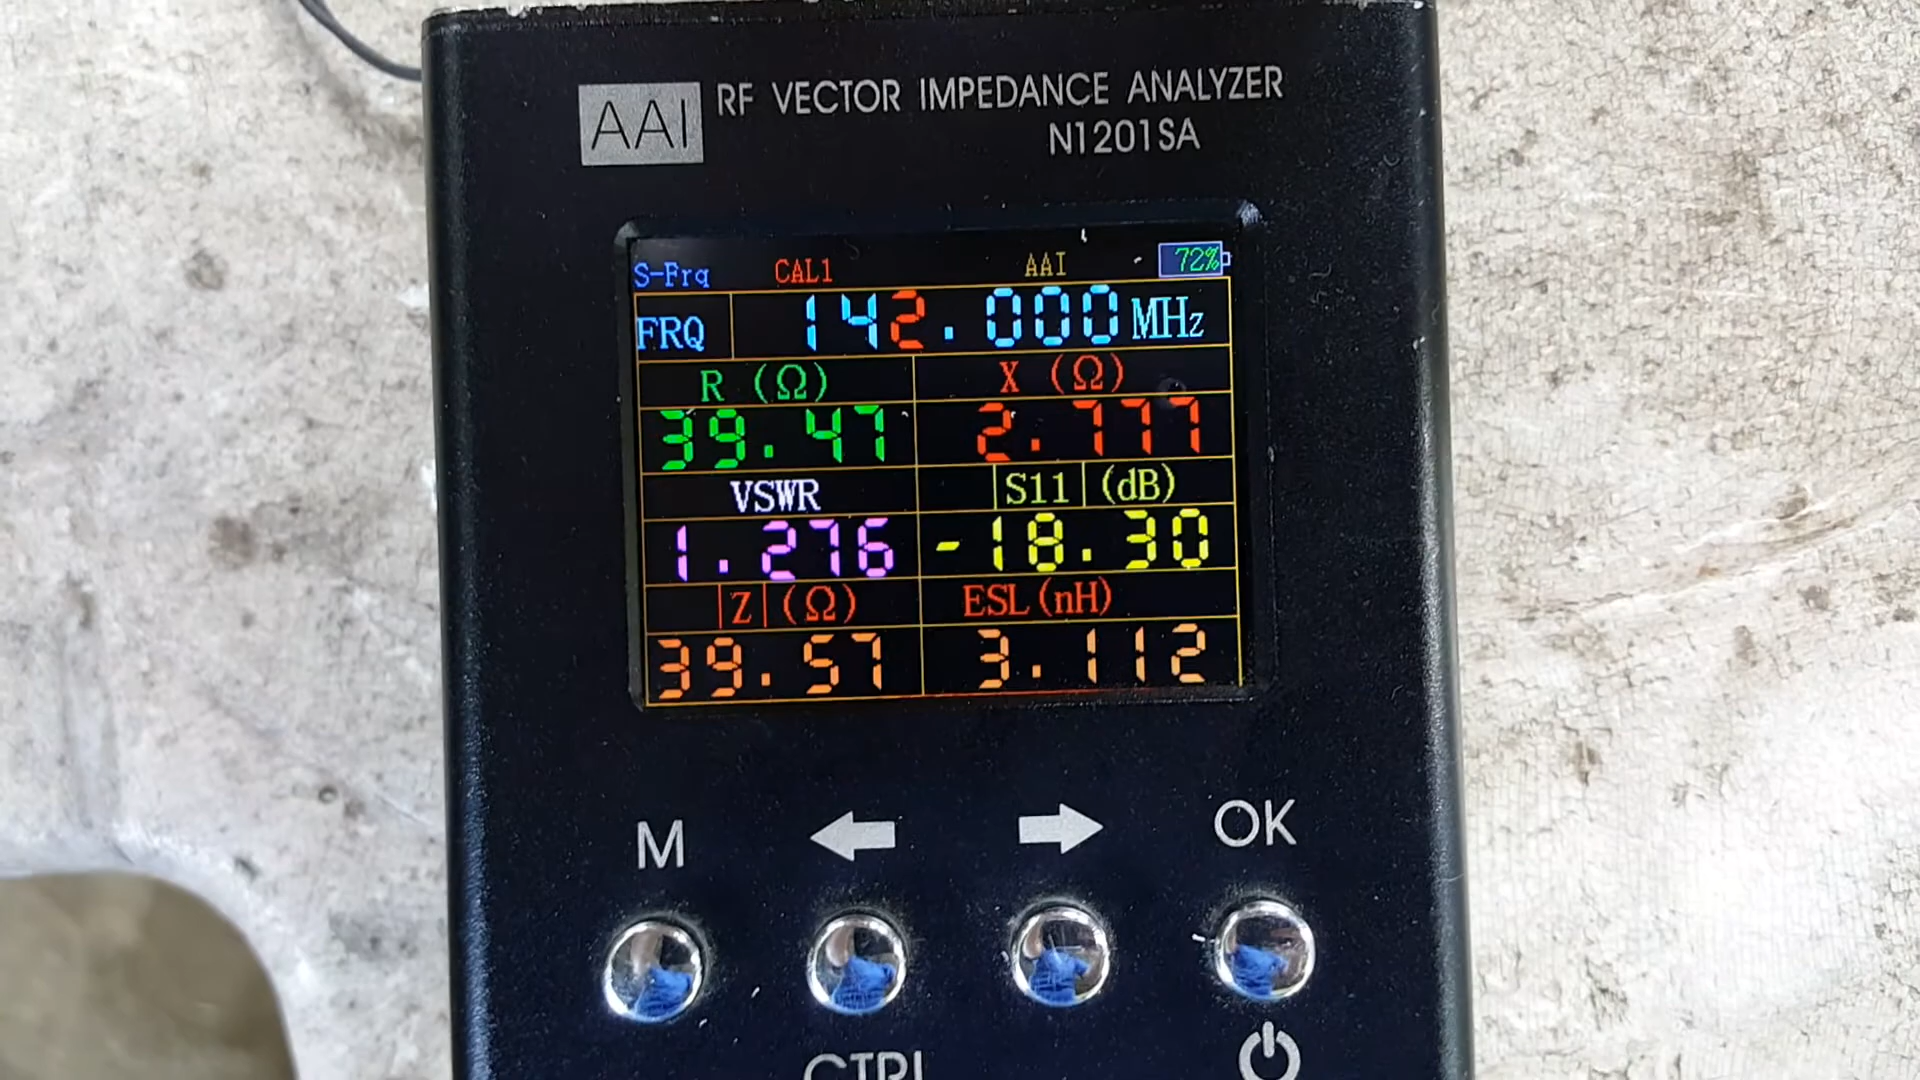 AAI RF VECTOR IMPEDANCE ANALYZER
N1201SA
S-Frq CAL1 AAI 72%
FRQ 142.000 MHz
R (Ω) X (Ω)
39.47 2.777
VSWR |S11| (dB)
1.276 -18.30
|Z| (Ω) ESL (nH)
39.57 3.112
M OK
CTRL